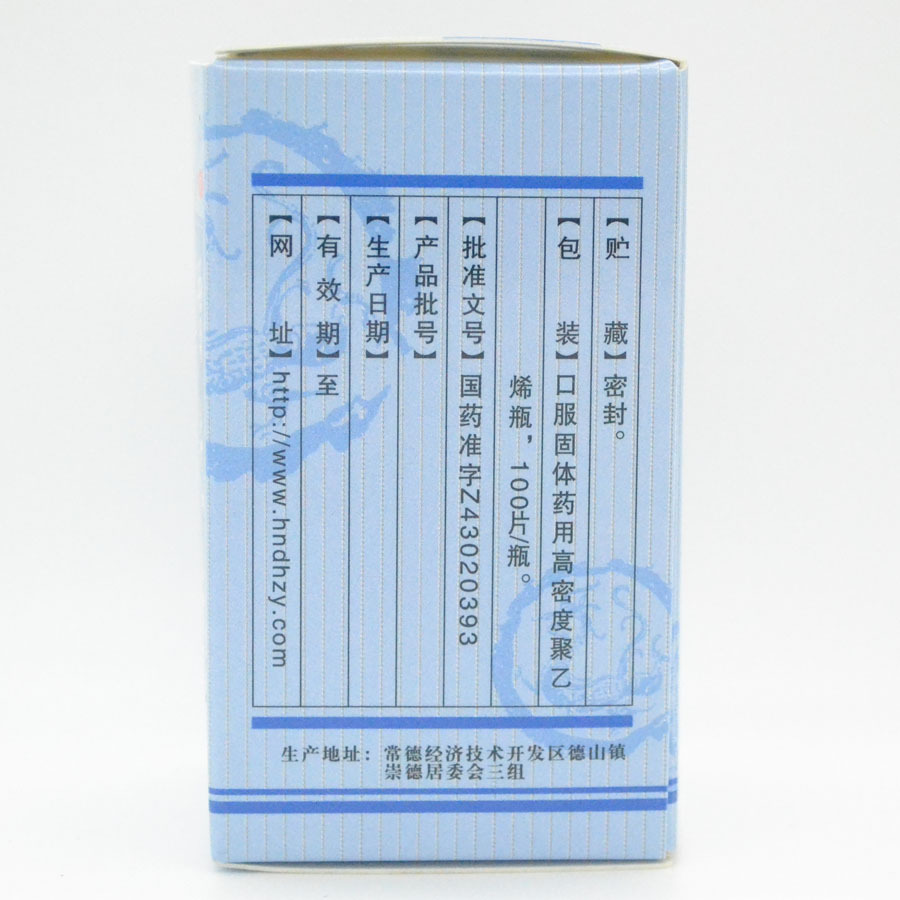 【贮藏】密封。
【包装】口服固体药用高密度聚乙
烯瓶，100片/瓶。
【批准文号】国药准字Z43020393
【产品批号】
【生产日期】
【有效期】至
【网址】http://www.hndhzy.com
生产地址：常德经济技术开发区德山镇
崇德居委会三组